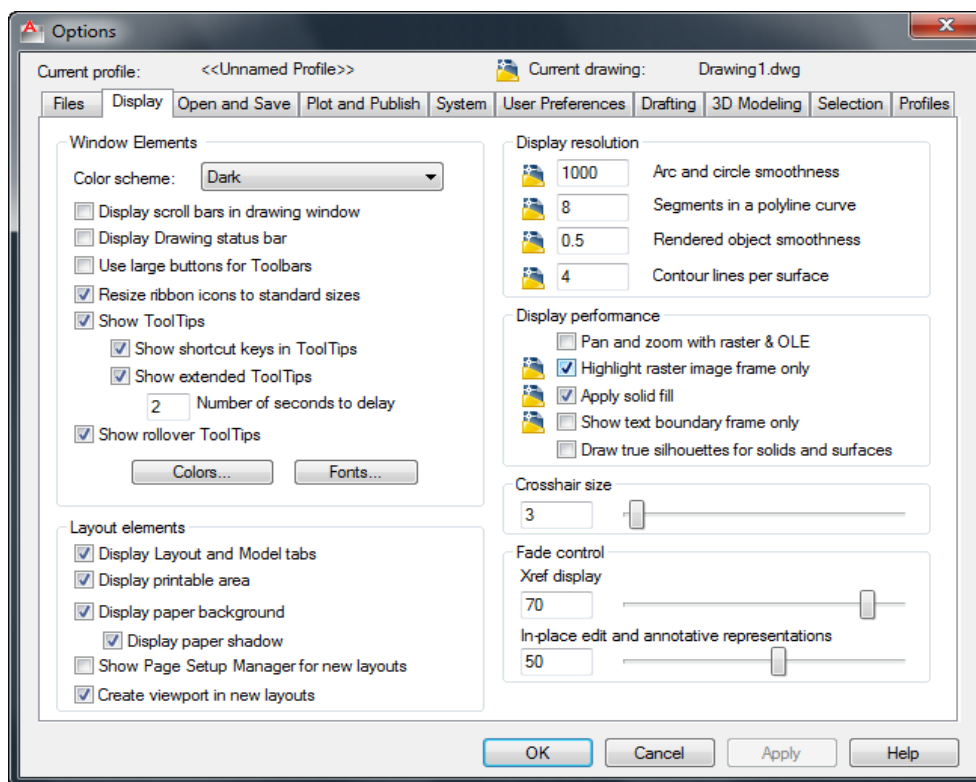 Options
Current profile: <<Unnamed Profile>> Current drawing: Drawing1.dwg
Files Display Open and Save Plot and Publish System User Preferences Drafting 3D Modeling Selection Profiles
Window Elements
Color scheme: Dark
Display scroll bars in drawing window
Display Drawing status bar
Use large buttons for Toolbars
Resize ribbon icons to standard sizes
Show ToolTips
Show shortcut keys in ToolTips
Show extended ToolTips
2 Number of seconds to delay
Show rollover ToolTips
Colors... Fonts...
Layout elements
Display Layout and Model tabs
Display printable area
Display paper background
Display paper shadow
Show Page Setup Manager for new layouts
Create viewport in new layouts
Display resolution
1000 Arc and circle smoothness
8 Segments in a polyline curve
0.5 Rendered object smoothness
4 Contour lines per surface
Display performance
Pan and zoom with raster & OLE
Highlight raster image frame only
Apply solid fill
Show text boundary frame only
Draw true silhouettes for solids and surfaces
Crosshair size
3
Fade control
Xref display
70
In-place edit and annotative representations
50
OK Cancel Apply Help